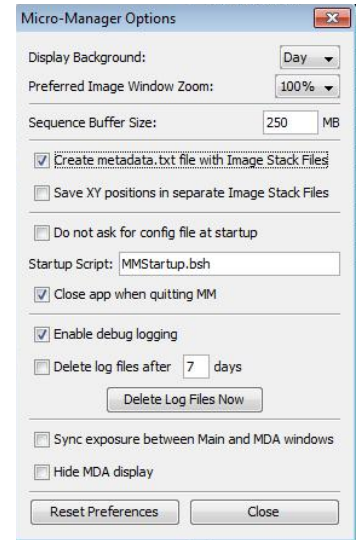 Micro-Manager Options
Display Background: Day
Preferred Image Window Zoom: 100%
Sequence Buffer Size: 250 MB
Create metadata.txt file with Image Stack Files
Save XY positions in separate Image Stack Files
Do not ask for config file at startup
Startup Script: MMStartup.bsh
Close app when quitting MM
Enable debug logging
Delete log files after 7 days
Delete Log Files Now
Sync exposure between Main and MDA windows
Hide MDA display
Reset Preferences Close